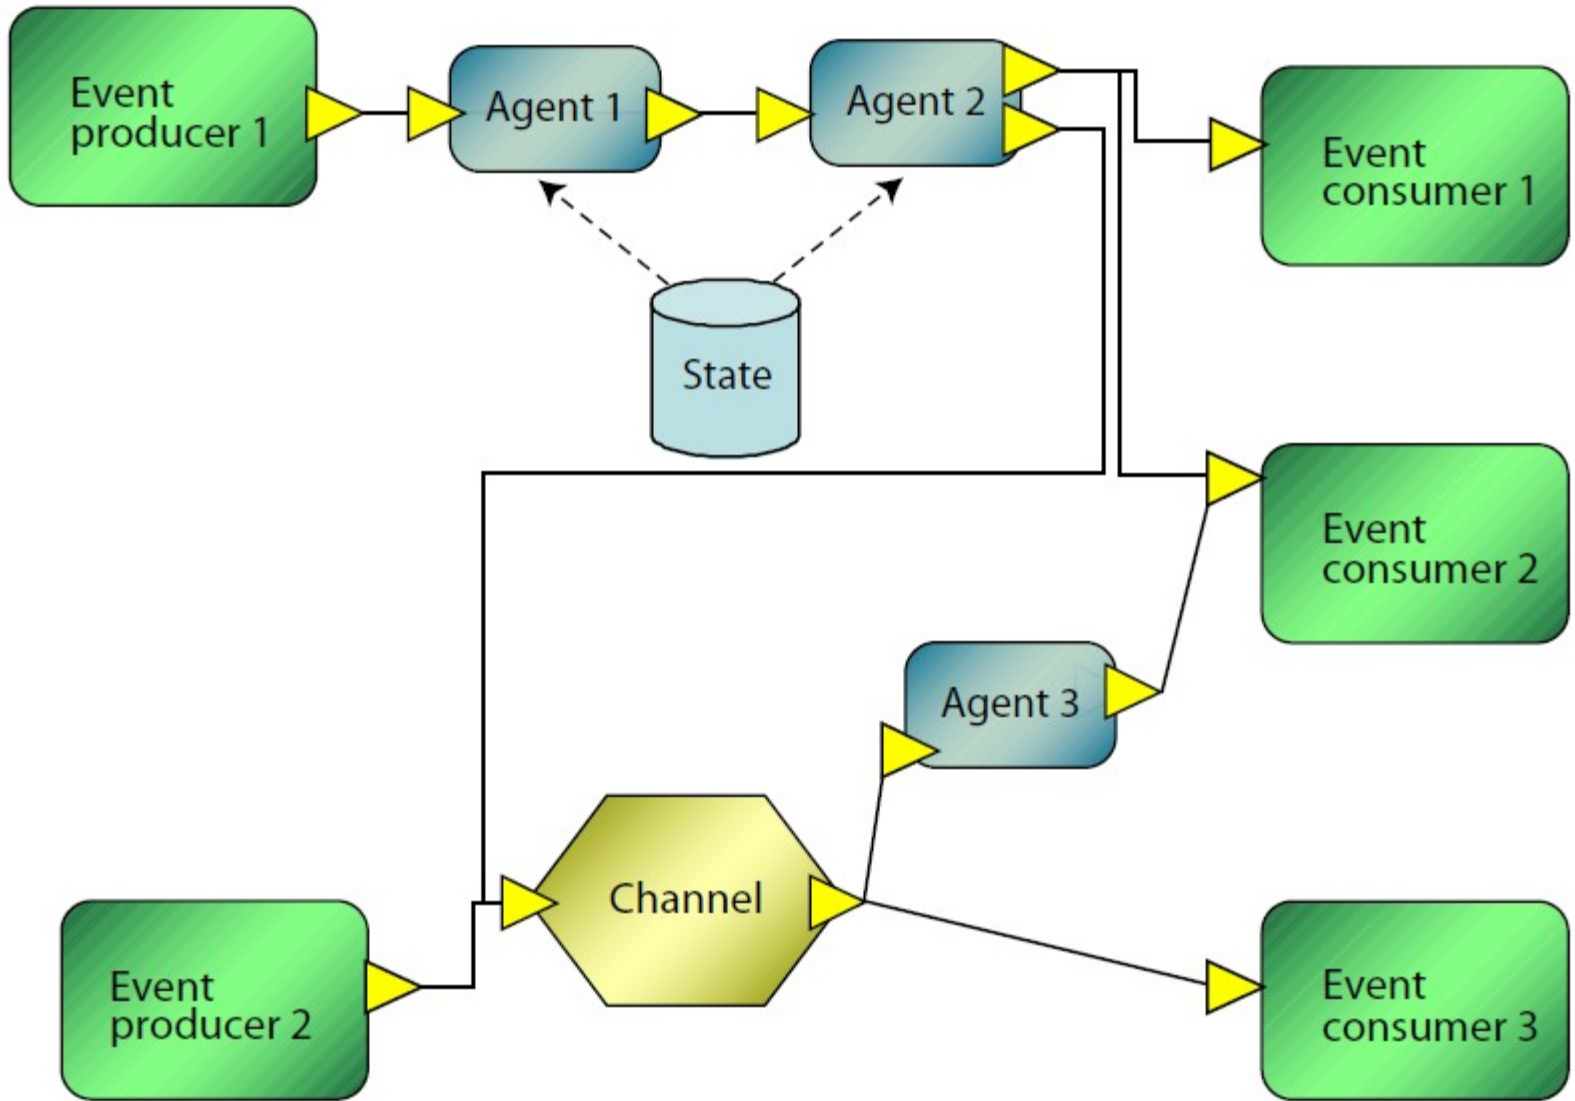 Event
producer 1
Agent 1
Agent 2
Event
consumer 1
State
Event
consumer 2
Agent 3
Channel
Event
producer 2
Event
consumer 3